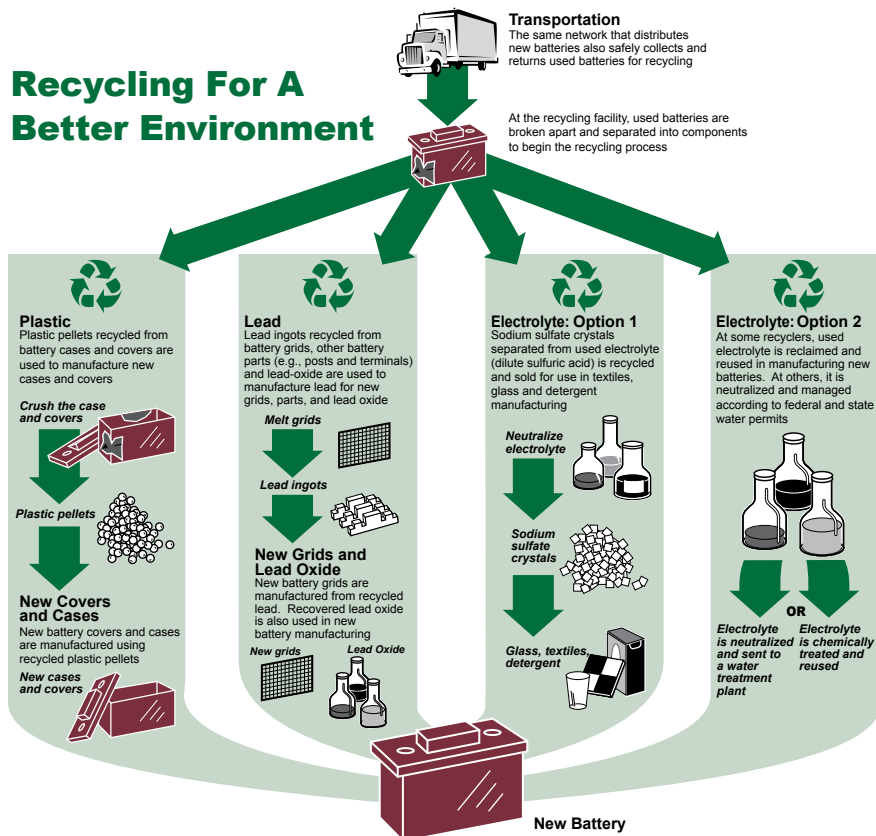 Recycling For A
Better Environment
Transportation
The same network that distributes
new batteries also safely collects and
returns used batteries for recycling
At the recycling facility, used batteries are
broken apart and separated into components
to begin the recycling process
Plastic
Plastic pellets recycled from
battery cases and covers are
used to manufacture new
cases and covers
Crush the case
and covers
Plastic pellets
New Covers
and Cases
New battery covers and cases
are manufactured using
recycled plastic pellets
New cases
and covers
Lead
Lead ingots recycled from
battery grids, other battery
parts (e.g., posts and terminals)
and lead-oxide are used to
manufacture lead for new
grids, parts, and lead oxide
Melt grids
Lead ingots
New Grids and
Lead Oxide
New battery grids are
manufactured from recycled
lead. Recovered lead oxide
is also used in new
battery manufacturing
New grids
Lead Oxide
Electrolyte: Option 1
Sodium sulfate crystals
separated from used electrolyte
(dilute sulfuric acid) is recycled
and sold for use in textiles,
glass and detergent
manufacturing
Neutralize
electrolyte
Sodium
sulfate
crystals
Glass, textiles,
detergent
Electrolyte: Option 2
At some recyclers, used
electrolyte is reclaimed and
reused in manufacturing new
batteries. At others, it is
neutralized and managed
according to federal and state
water permits
OR
Electrolyte
is neutralized
and sent to
a water
treatment
plant
Electrolyte
is chemically
treated and
reused
New Battery